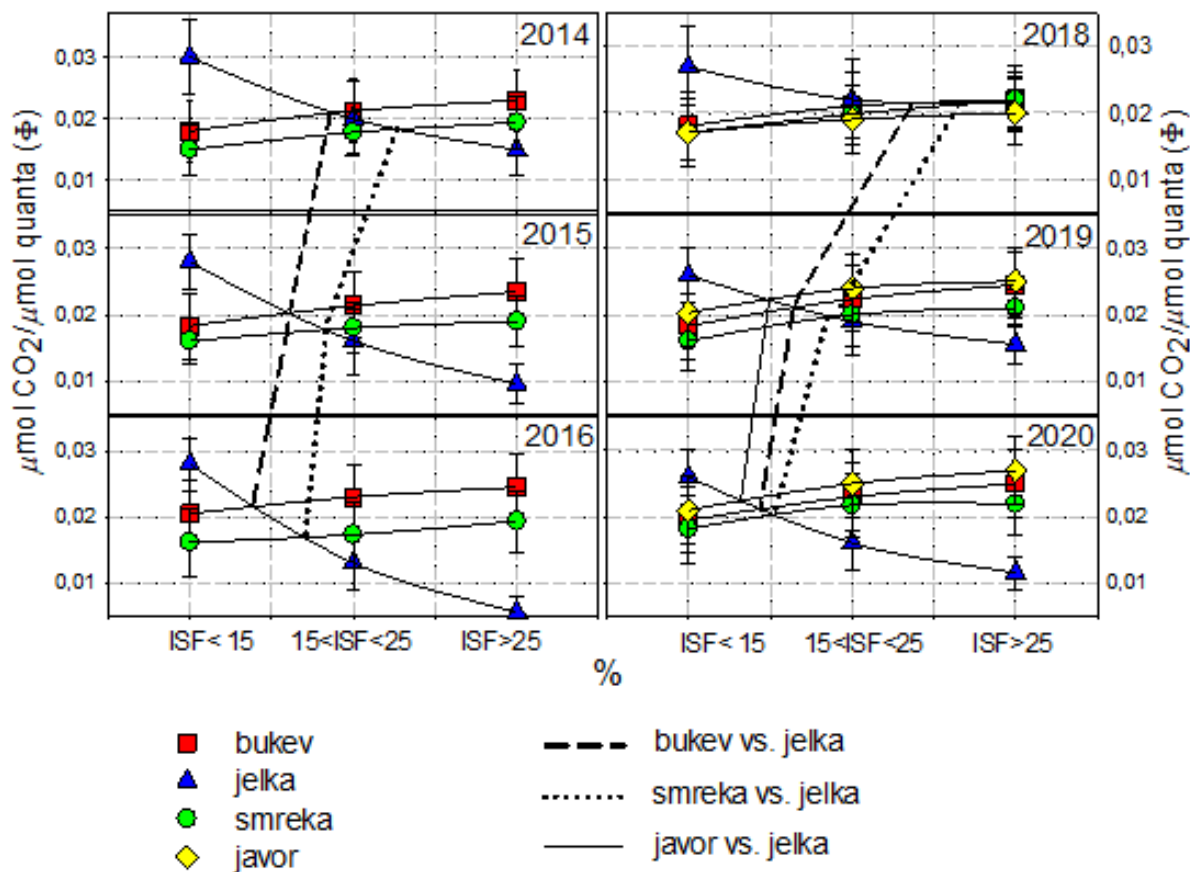 μmol CO2/μmol quanta (Φ)
2014
0,03
0,02
0,01
2015
0,03
0,02
0,01
2016
0,03
0,02
0,01
ISF< 15 15<ISF<25 ISF>25
2018
0,03
0,02
0,01
2019
0,03
0,02
0,01
2020
0,03
0,02
0,01
ISF< 15 15<ISF<25 ISF>25
μmol CO2/μmol quanta (Φ)
%
bukev
jelka
smreka
javor
bukev vs. jelka
smreka vs. jelka
javor vs. jelka